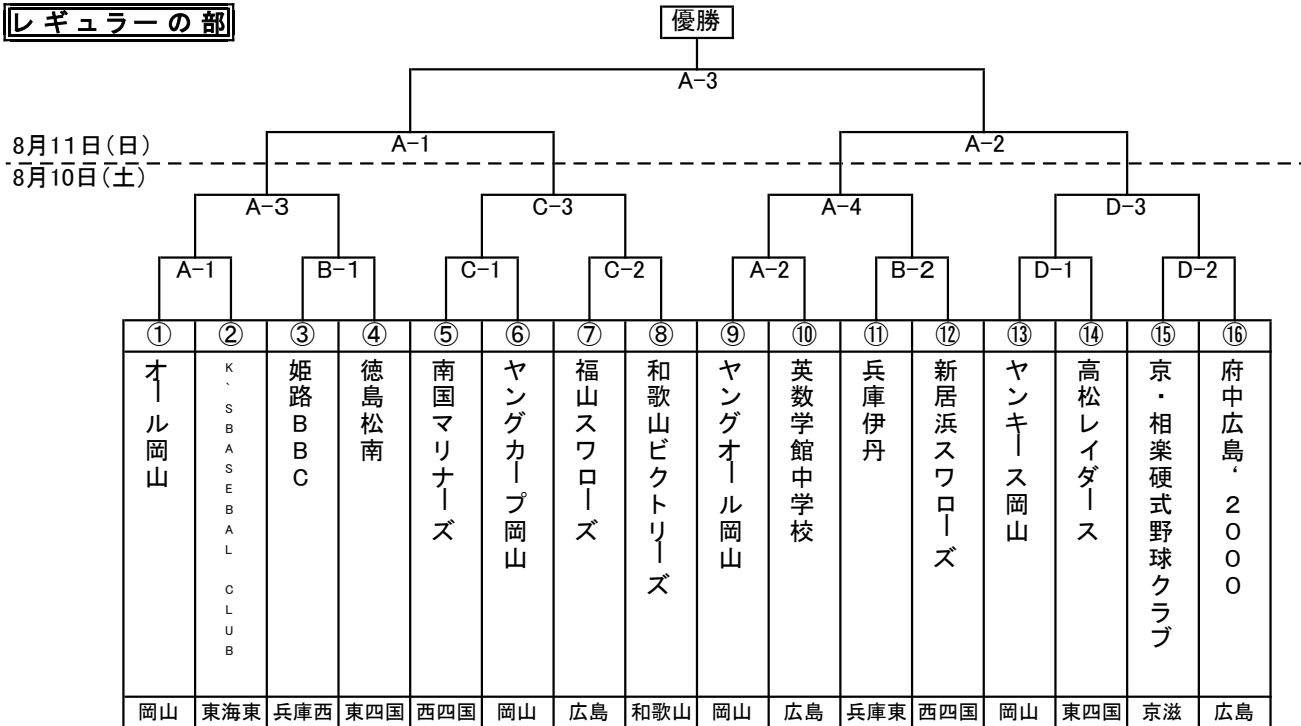 レギュラーの部
優勝
A-3
8月11日(日)
A-1
A-2
8月10日(土)
A-3
C-3
A-4
D-3
A-1
B-1
C-1
C-2
A-2
B-2
D-1
D-2
① ② ③ ④ ⑤ ⑥ ⑦ ⑧ ⑨ ⑩ ⑪ ⑫ ⑬ ⑭ ⑮ ⑯
オール岡山
K`SBASEBAL CLUB
姫路BBC
徳島松南
南国マリナーズ
ヤングカープ岡山
福山スワローズ
和歌山ビクトリーズ
ヤングオール岡山
英数学館中学校
兵庫伊丹
新居浜スワローズ
ヤンキース岡山
高松レイダース
京・相楽硬式野球クラブ
府中広島‘2000
岡山 東海東 兵庫西 東四国 西四国 岡山 広島 和歌山 岡山 広島 兵庫東 西四国 岡山 東四国 京滋 広島